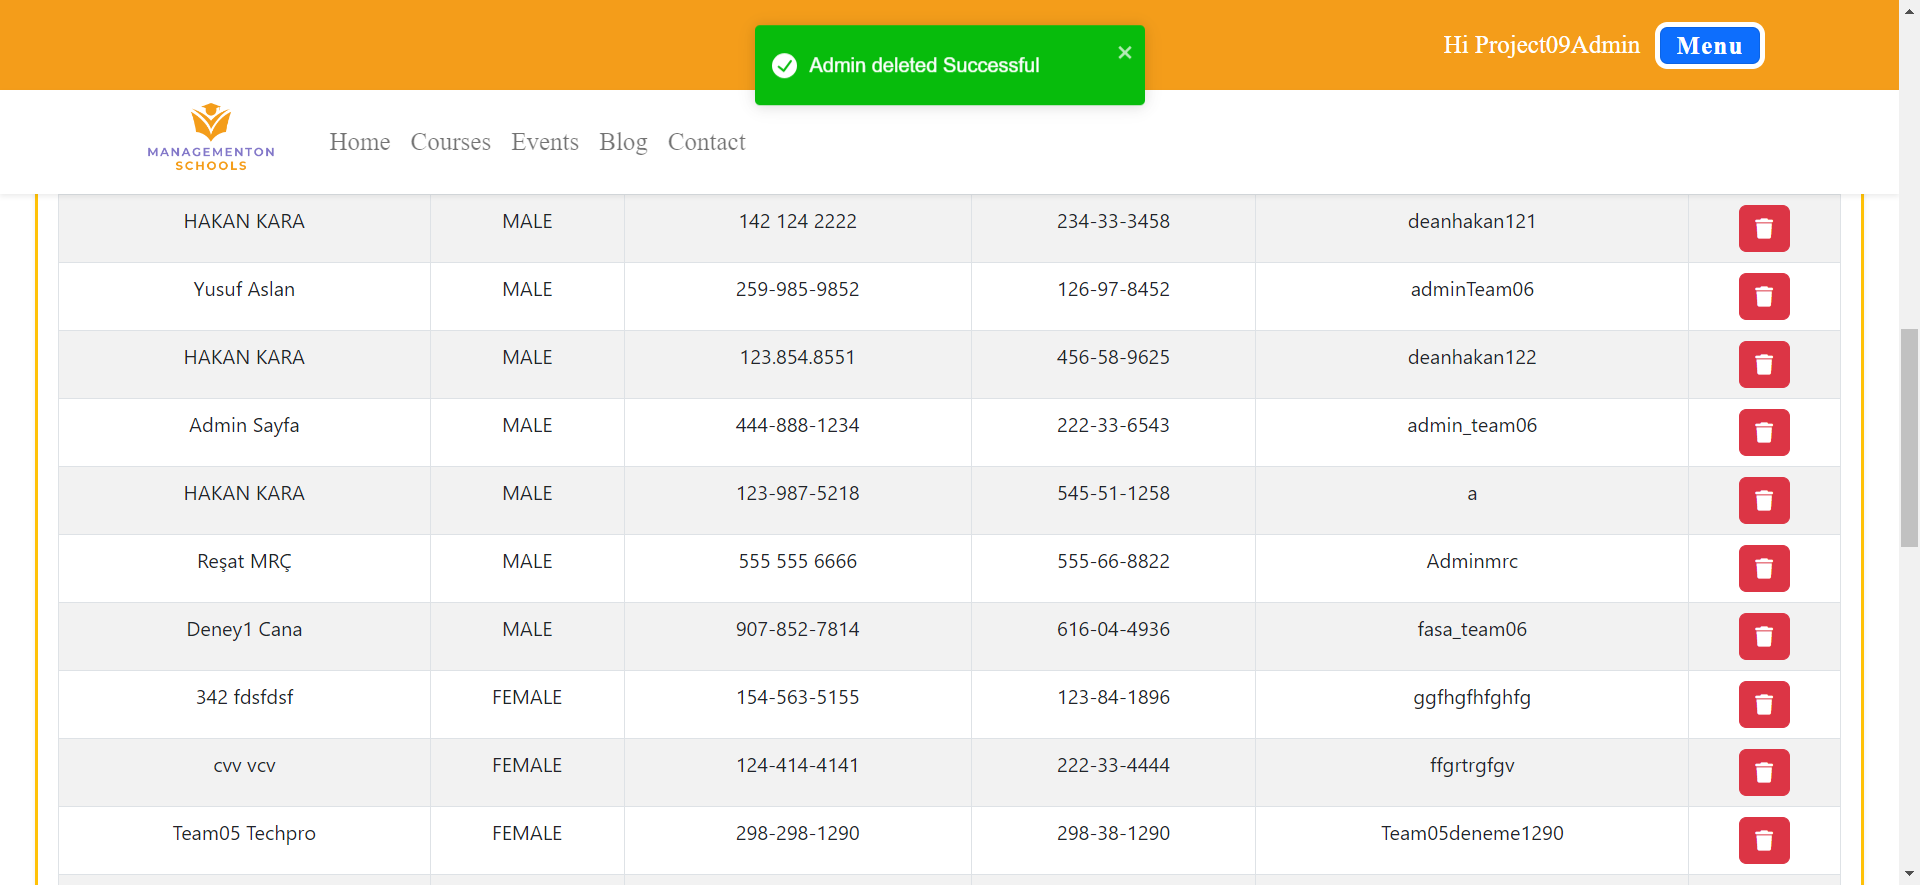 Admin deleted Successful
Hi Project09Admin Menu
MANAGEMENTON
SCHOOLS
Home Courses Events Blog Contact
HAKAN KARA MALE 142 124 2222 234-33-3458 deanhakan121
Yusuf Aslan MALE 259-985-9852 126-97-8452 adminTeam06
HAKAN KARA MALE 123.854.8551 456-58-9625 deanhakan122
Admin Sayfa MALE 444-888-1234 222-33-6543 admin_team06
HAKAN KARA MALE 123-987-5218 545-51-1258 a
Reşat MRÇ MALE 555 555 6666 555-66-8822 Adminmrc
Deney1 Cana MALE 907-852-7814 616-04-4936 fasa_team06
342 fdsfdsf FEMALE 154-563-5155 123-84-1896 ggfhgfhfghfg
cvv vcv FEMALE 124-414-4141 222-33-4444 ffgrtrgfgv
Team05 Techpro FEMALE 298-298-1290 298-38-1290 Team05deneme1290